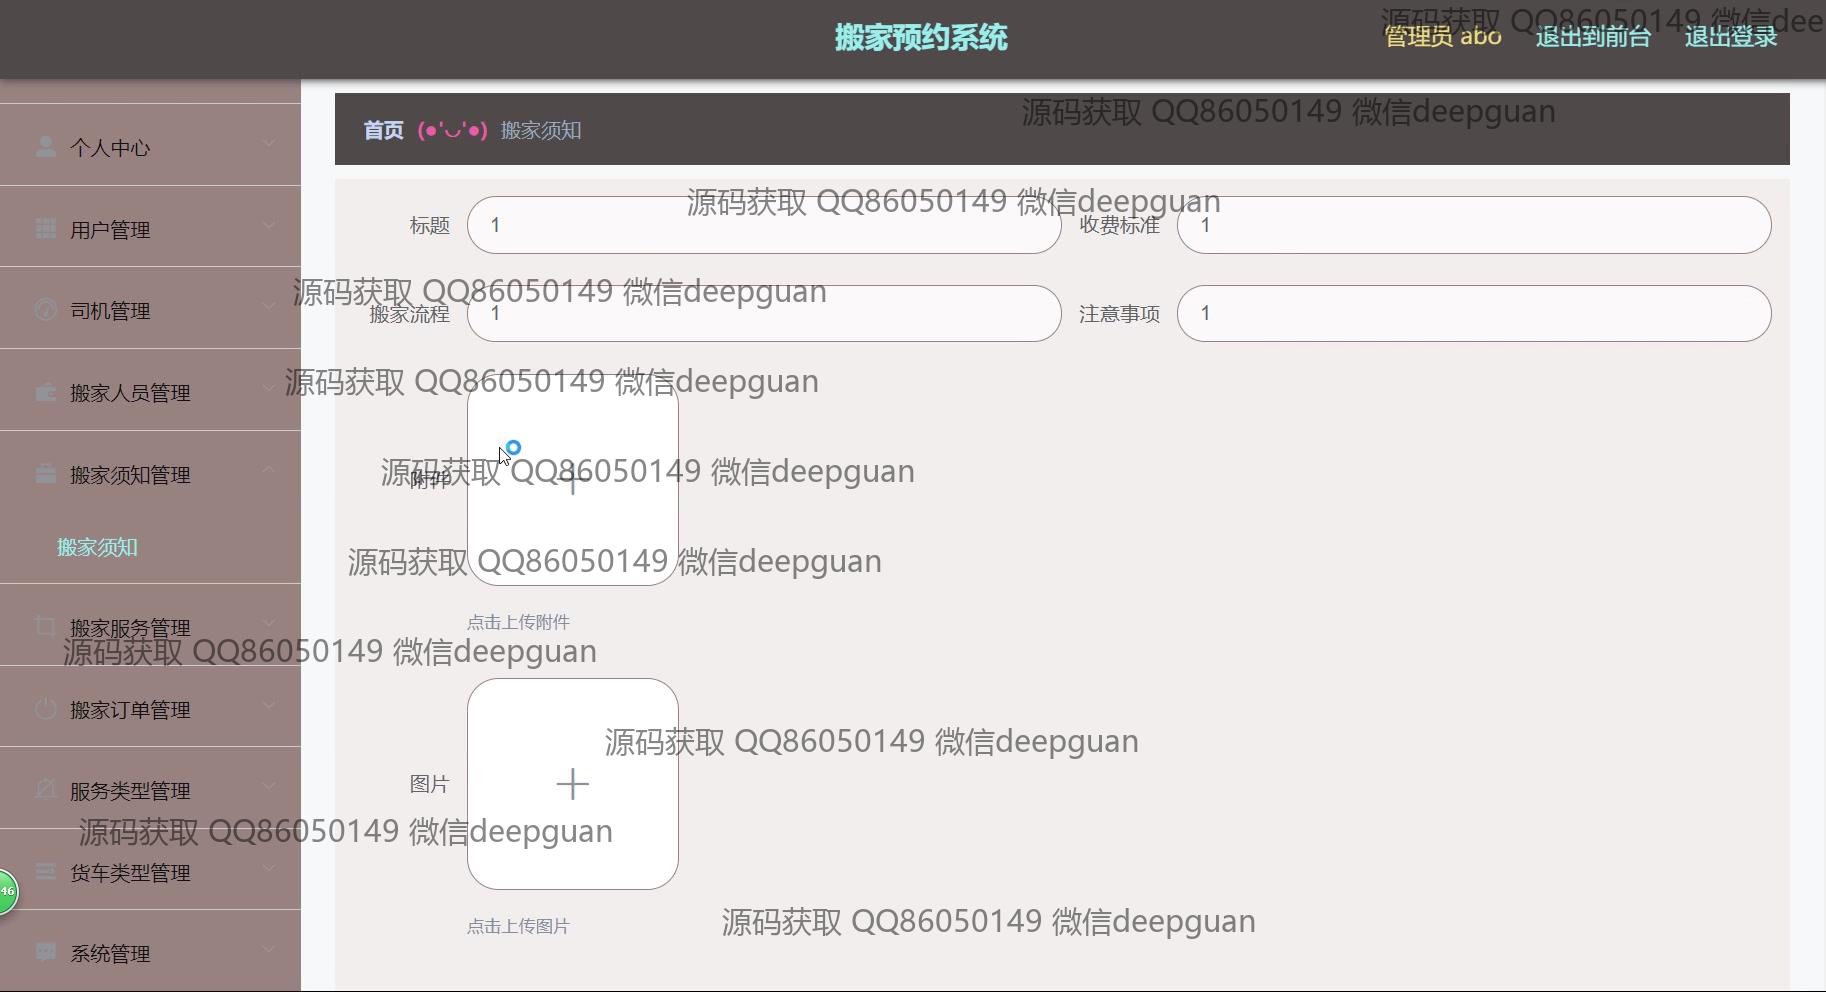 搬家预约系统
管理员 abo
退出到前台
退出登录
源码获取 QQ86050149 微信dee
首页 (●'◡'●) 搬家须知
源码获取 QQ86050149 微信deepguan
个人中心
用户管理
司机管理
搬家人员管理
搬家须知管理
搬家须知
搬家服务管理
搬家订单管理
服务类型管理
货车类型管理
系统管理
46
源码获取 QQ86050149 微信deepguan
标题 1
收费标准 1
源码获取 QQ86050149 微信deepguan
搬家流程 1
注意事项 1
源码获取 QQ86050149 微信deepguan
源码获取 QQ86050149 微信deepguan
附件
源码获取 QQ86050149 微信deepguan
点击上传附件
源码获取 QQ86050149 微信deepguan
源码获取 QQ86050149 微信deepguan
图片
源码获取 QQ86050149 微信deepguan
源码获取 QQ86050149 微信deepguan
点击上传图片